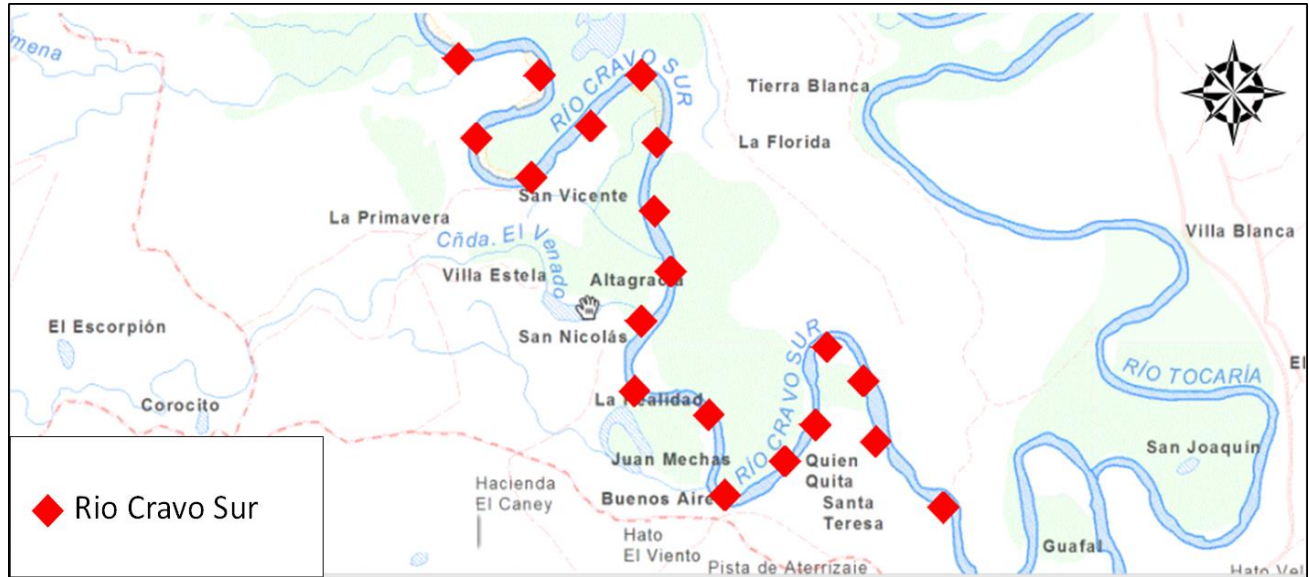 mena
RÍO CRAVO SUR
Tierra Blanca
La Florida
San Vicente
La Primavera
Cñda. El Venado
Villa Blanca
Villa Estela
Altagracia
El Escorpión
San Nicolás
RÍO CRAVO SUR
RÍO TOCARÍA
El
Corocito
La Realidad
San Joaquín
Juan Mechas
Quien
Quita
Hacienda
El Caney
Buenos Aire
Santa
Teresa
Rio Cravo Sur
Hato
El Viento
Guafal
Pista de Aterrizaje
Hato Vel